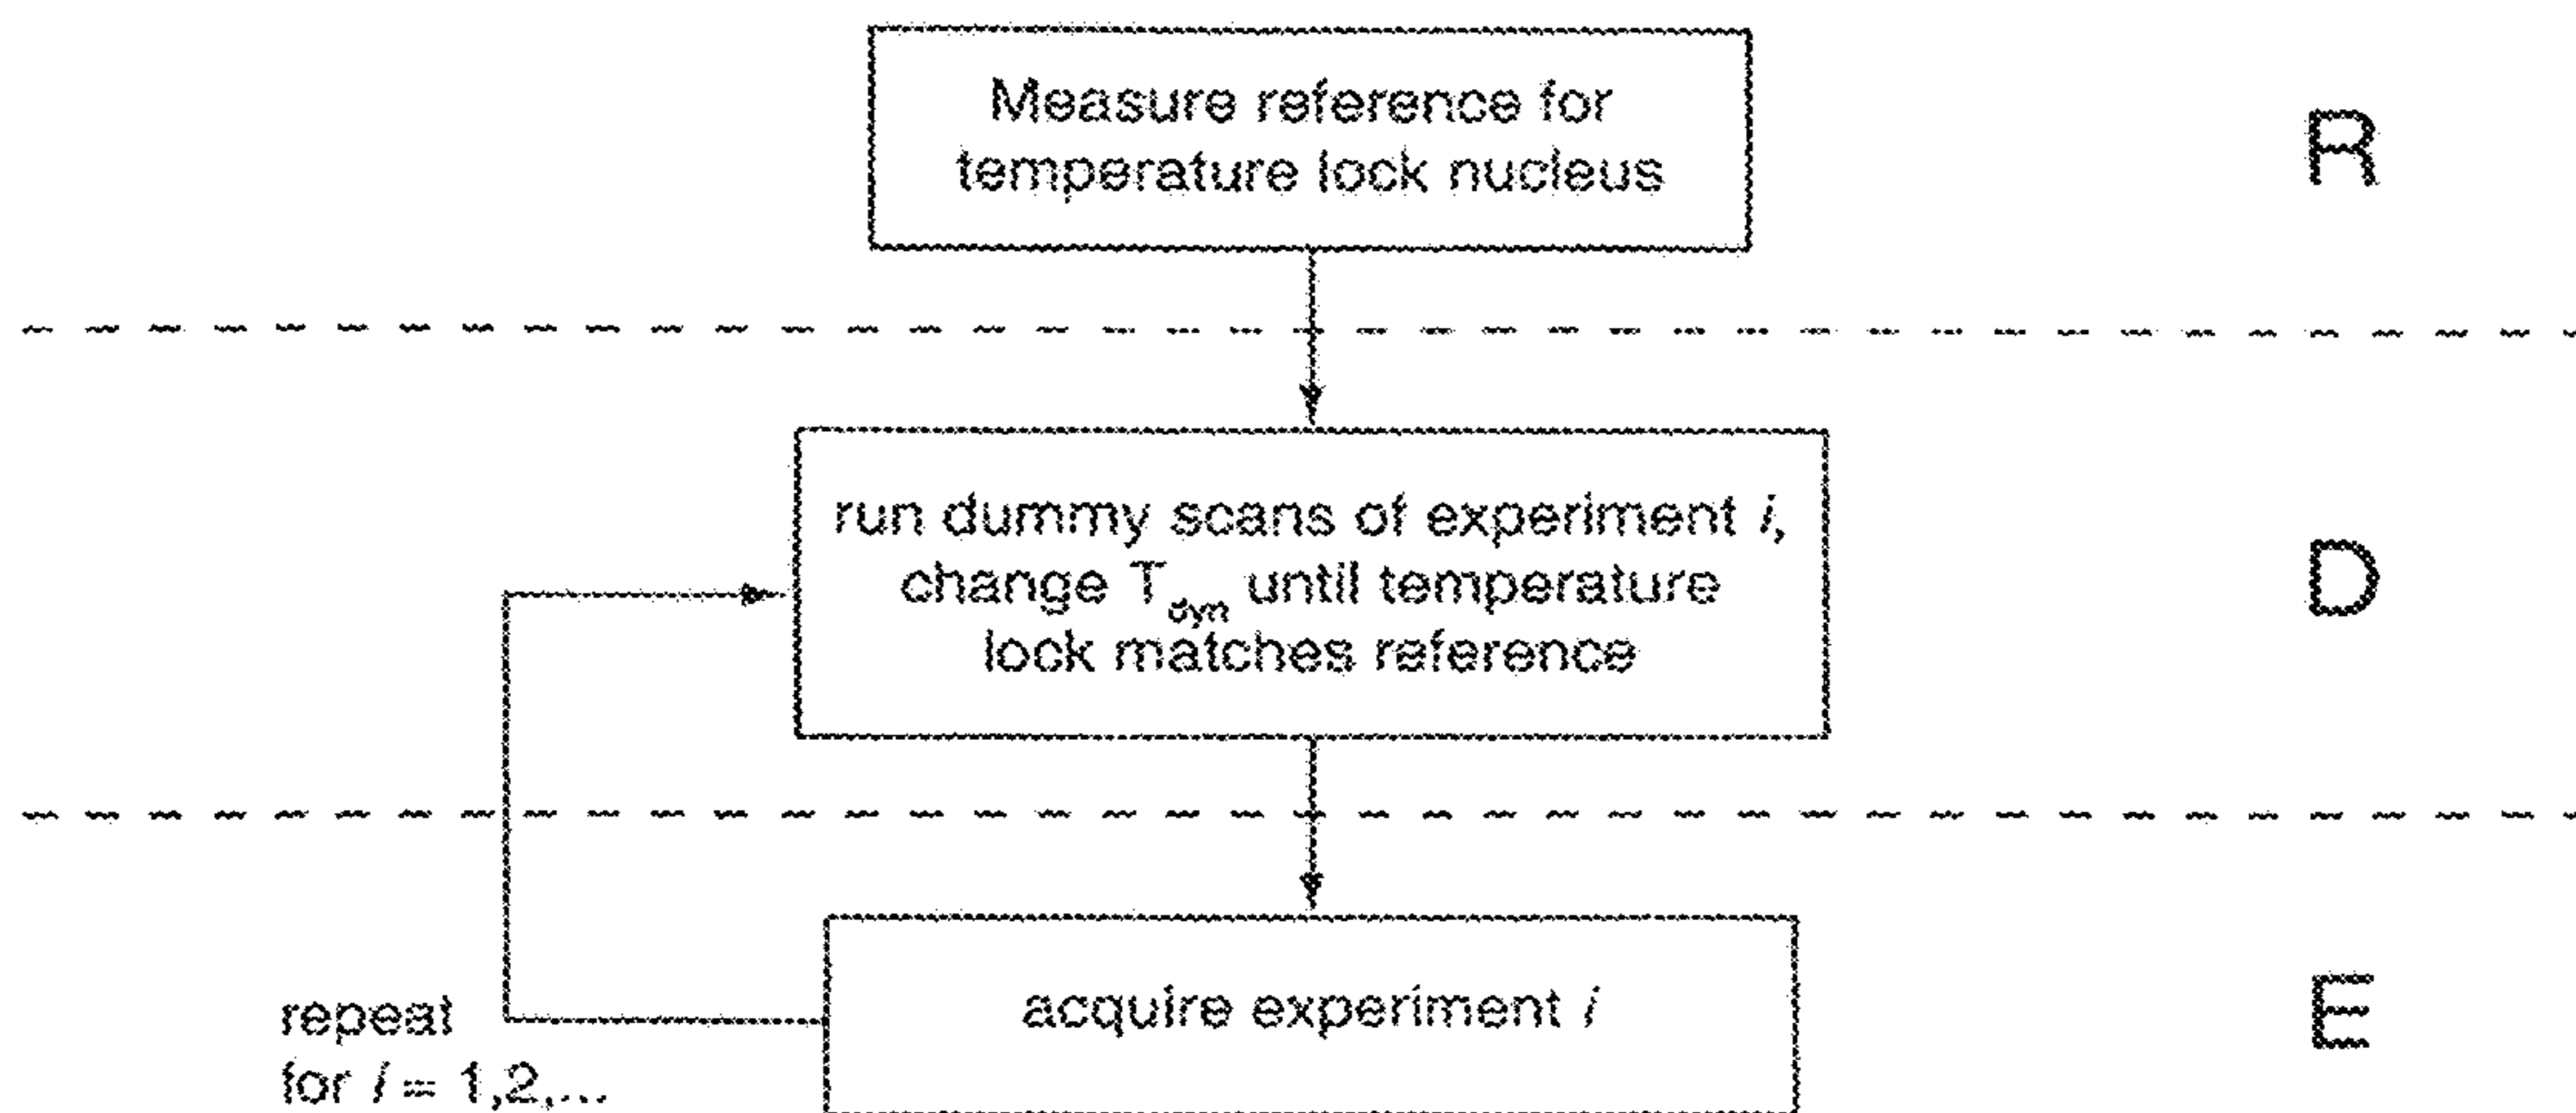 Measure reference for
temperature lock nucleus
R
run dummy scans of experiment i,
change T_dyn until temperature
lock matches reference
D
acquire experiment i
E
repeat
for i = 1,2,...